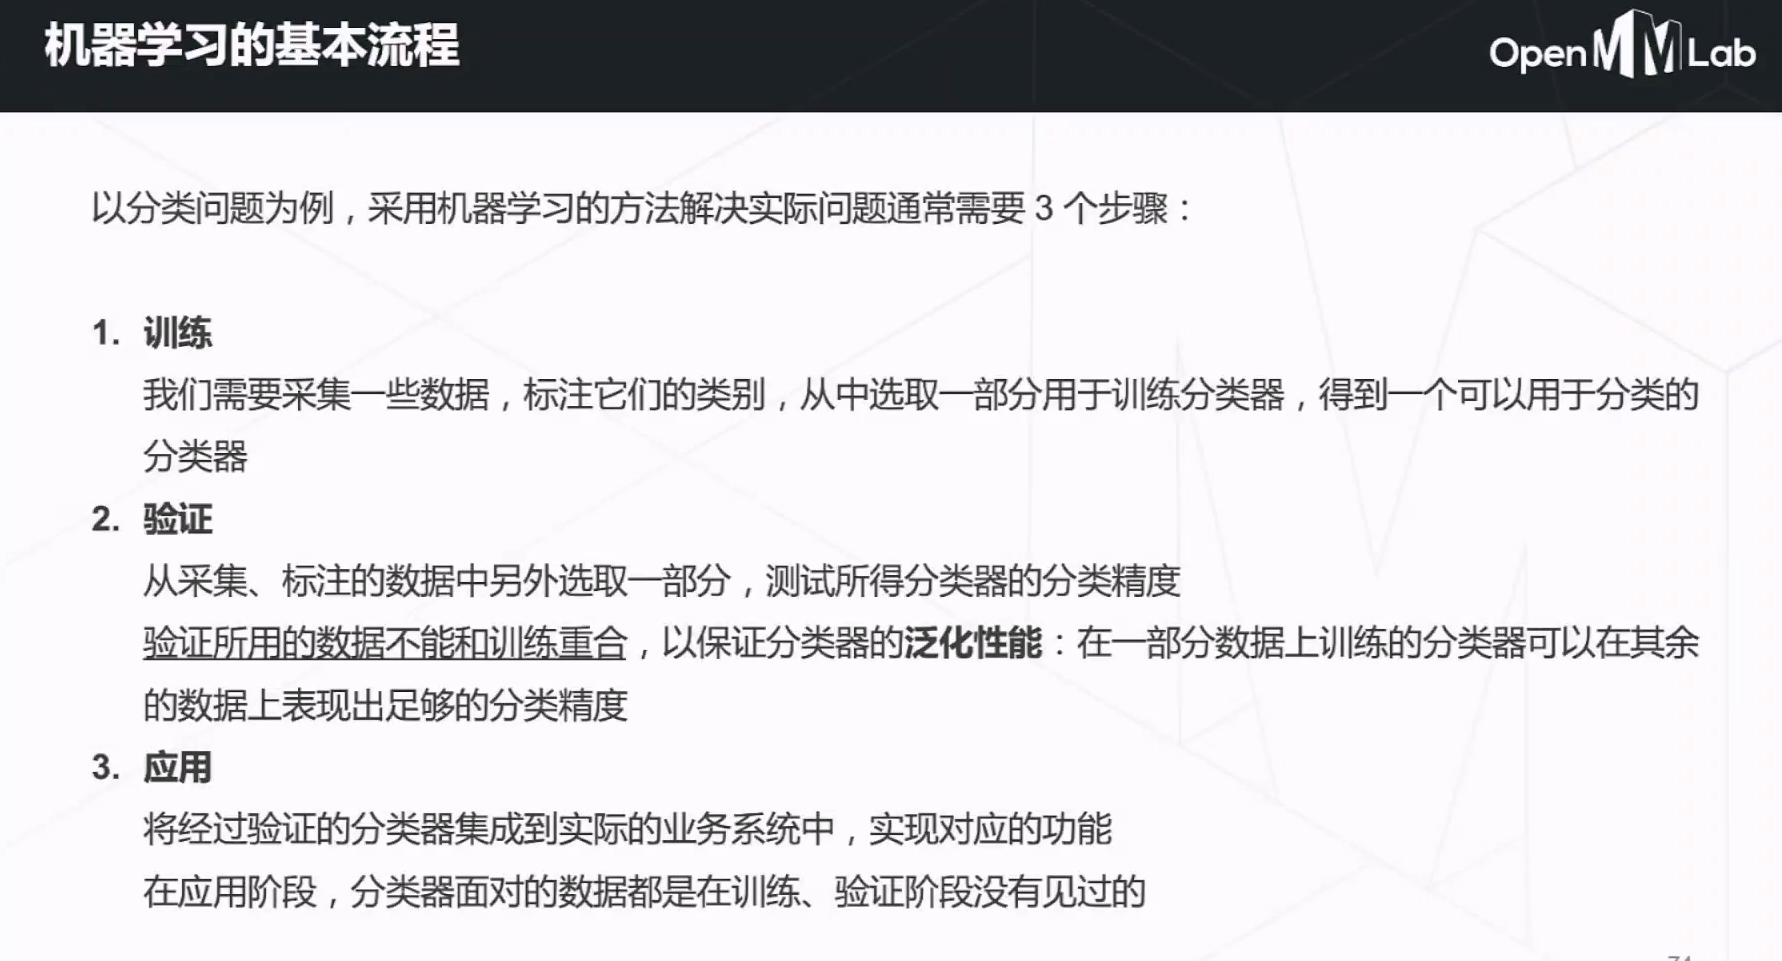 机器学习的基本流程
OpenMMLab
以分类问题为例，采用机器学习的方法解决实际问题通常需要 3 个步骤：
1. 训练
我们需要采集一些数据，标注它们的类别，从中选取一部分用于训练分类器，得到一个可以用于分类的
分类器
2. 验证
从采集、标注的数据中另外选取一部分，测试所得分类器的分类精度
验证所用的数据不能和训练重合，以保证分类器的泛化性能：在一部分数据上训练的分类器可以在其余
的数据上表现出足够的分类精度
3. 应用
将经过验证的分类器集成到实际的业务系统中，实现对应的功能
在应用阶段，分类器面对的数据都是在训练、验证阶段没有见过的